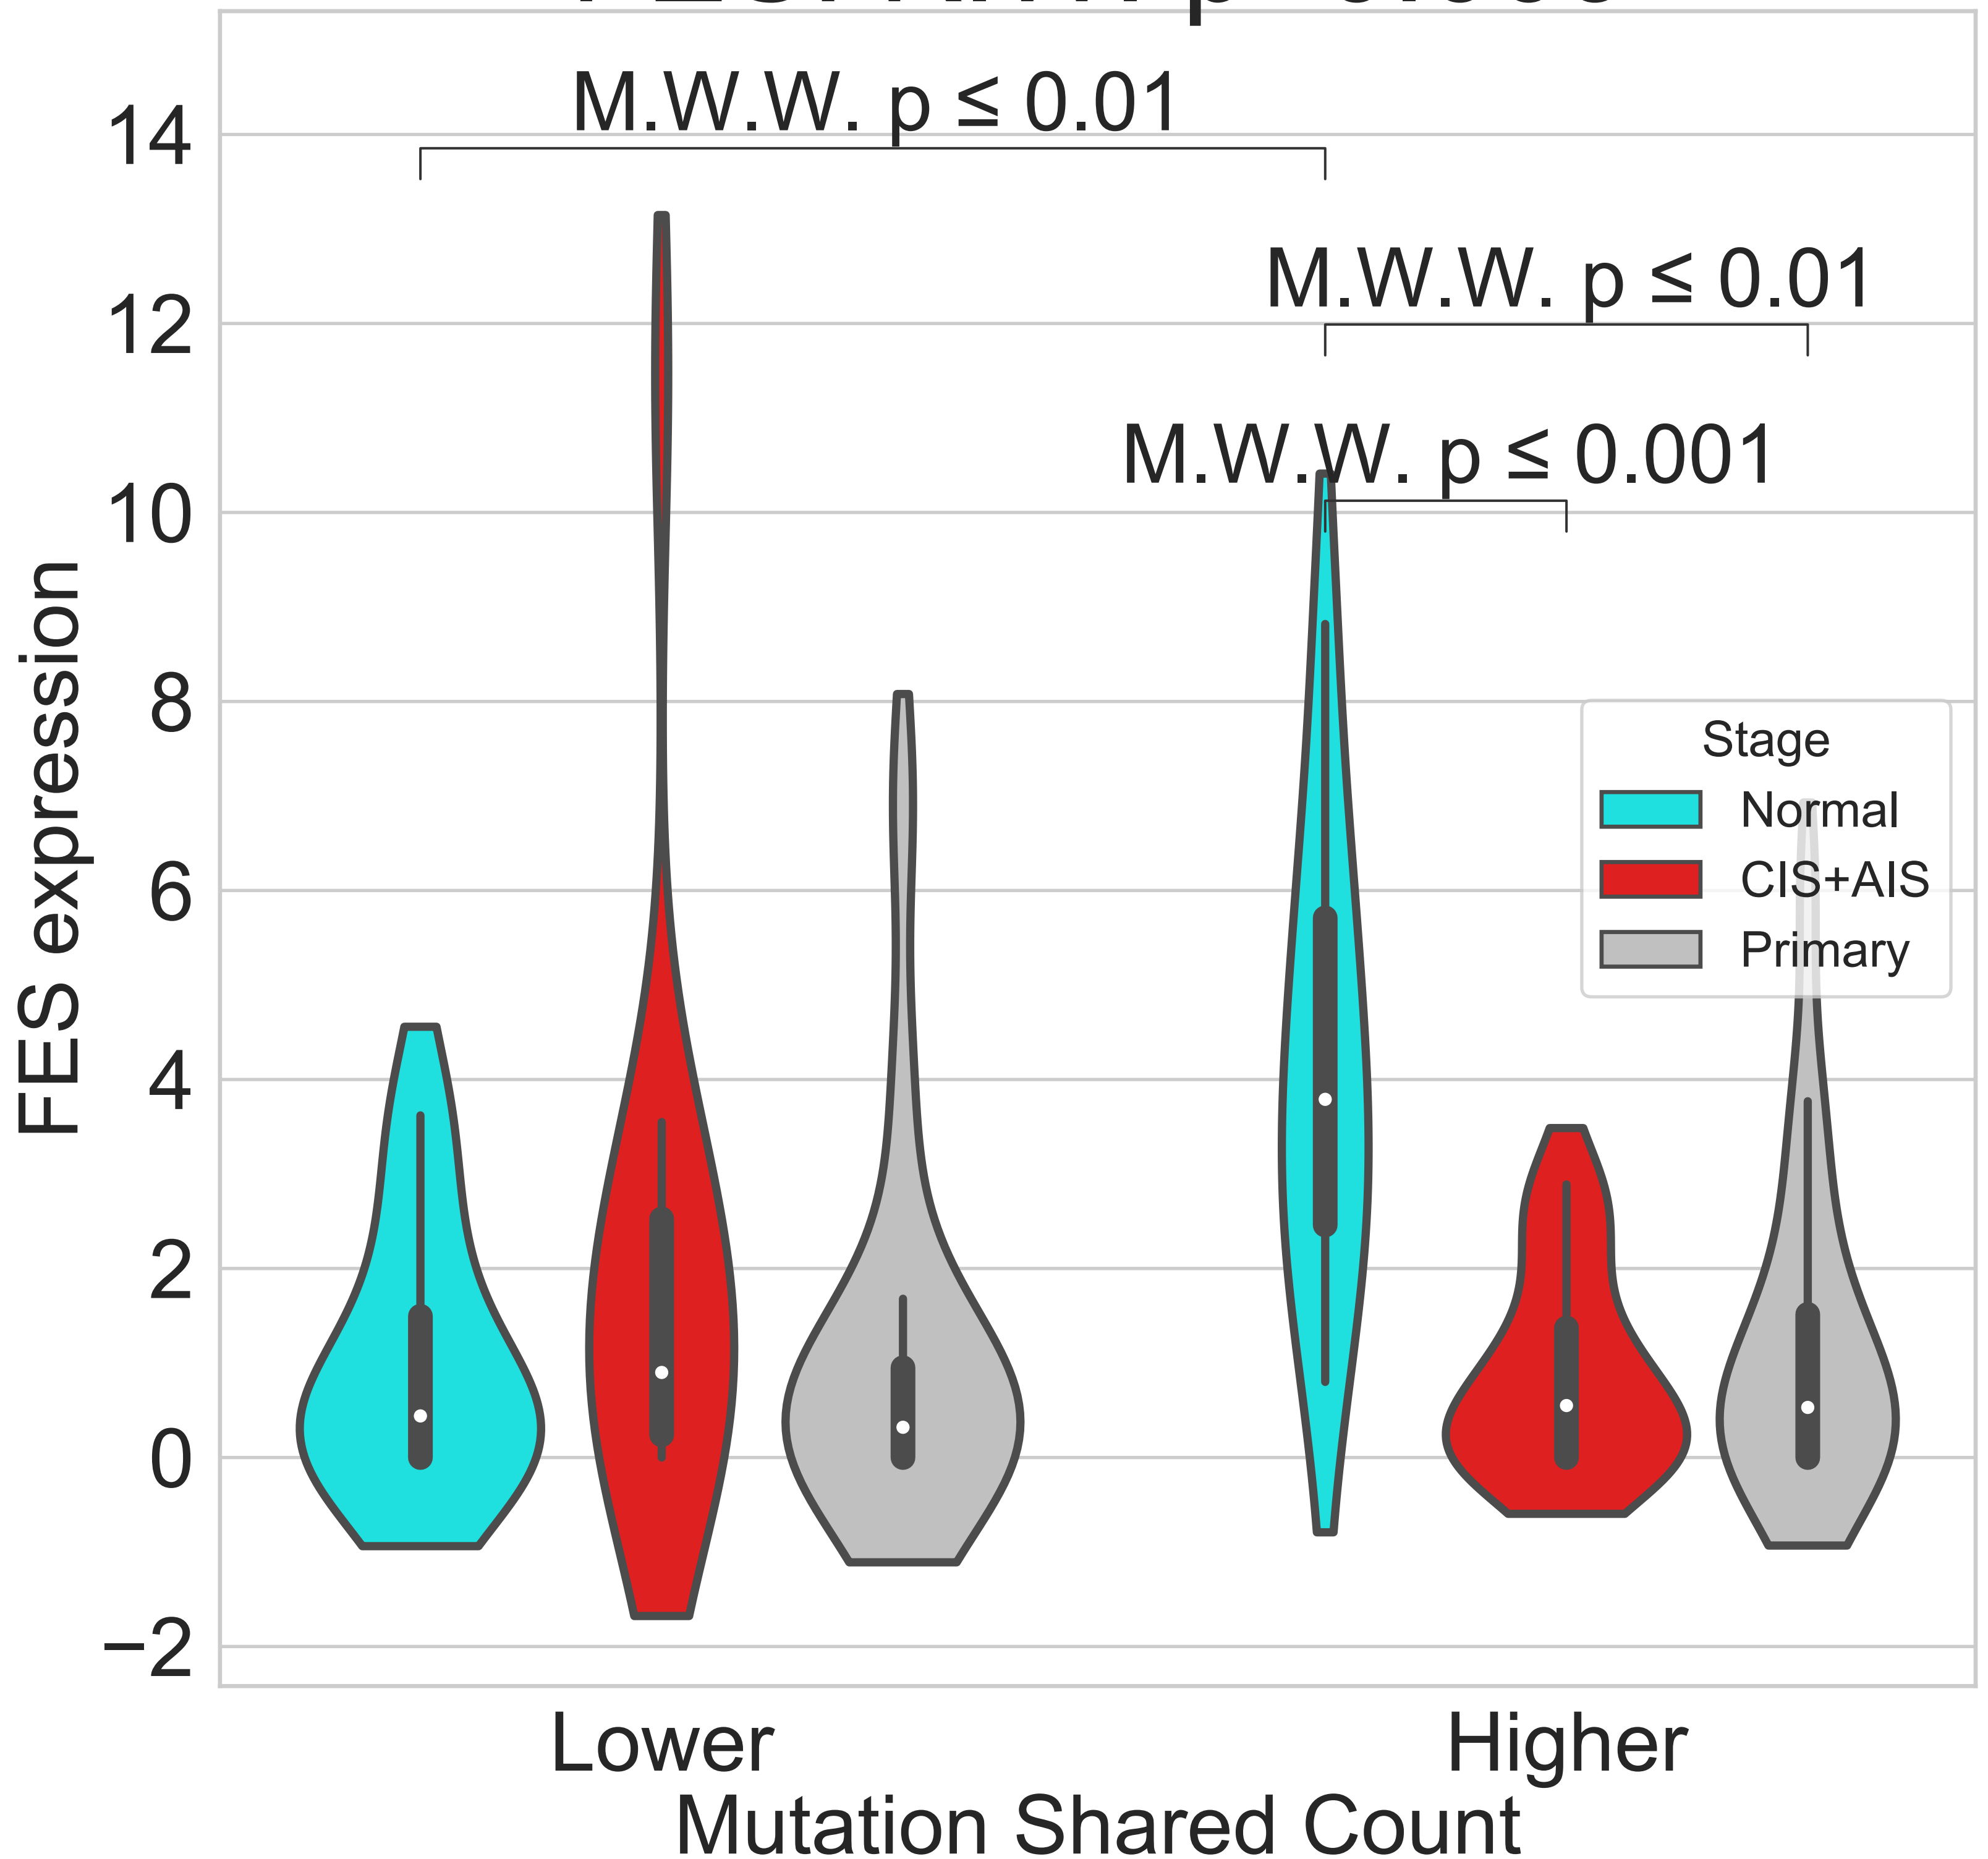 M.W.W. p ≤ 0.01
M.W.W. p ≤ 0.01
M.W.W. p ≤ 0.001
14
12
10
8
6
4
2
0
−2
FES expression
Stage
Normal
CIS+AIS
Primary
Lower
Higher
Mutation Shared Count